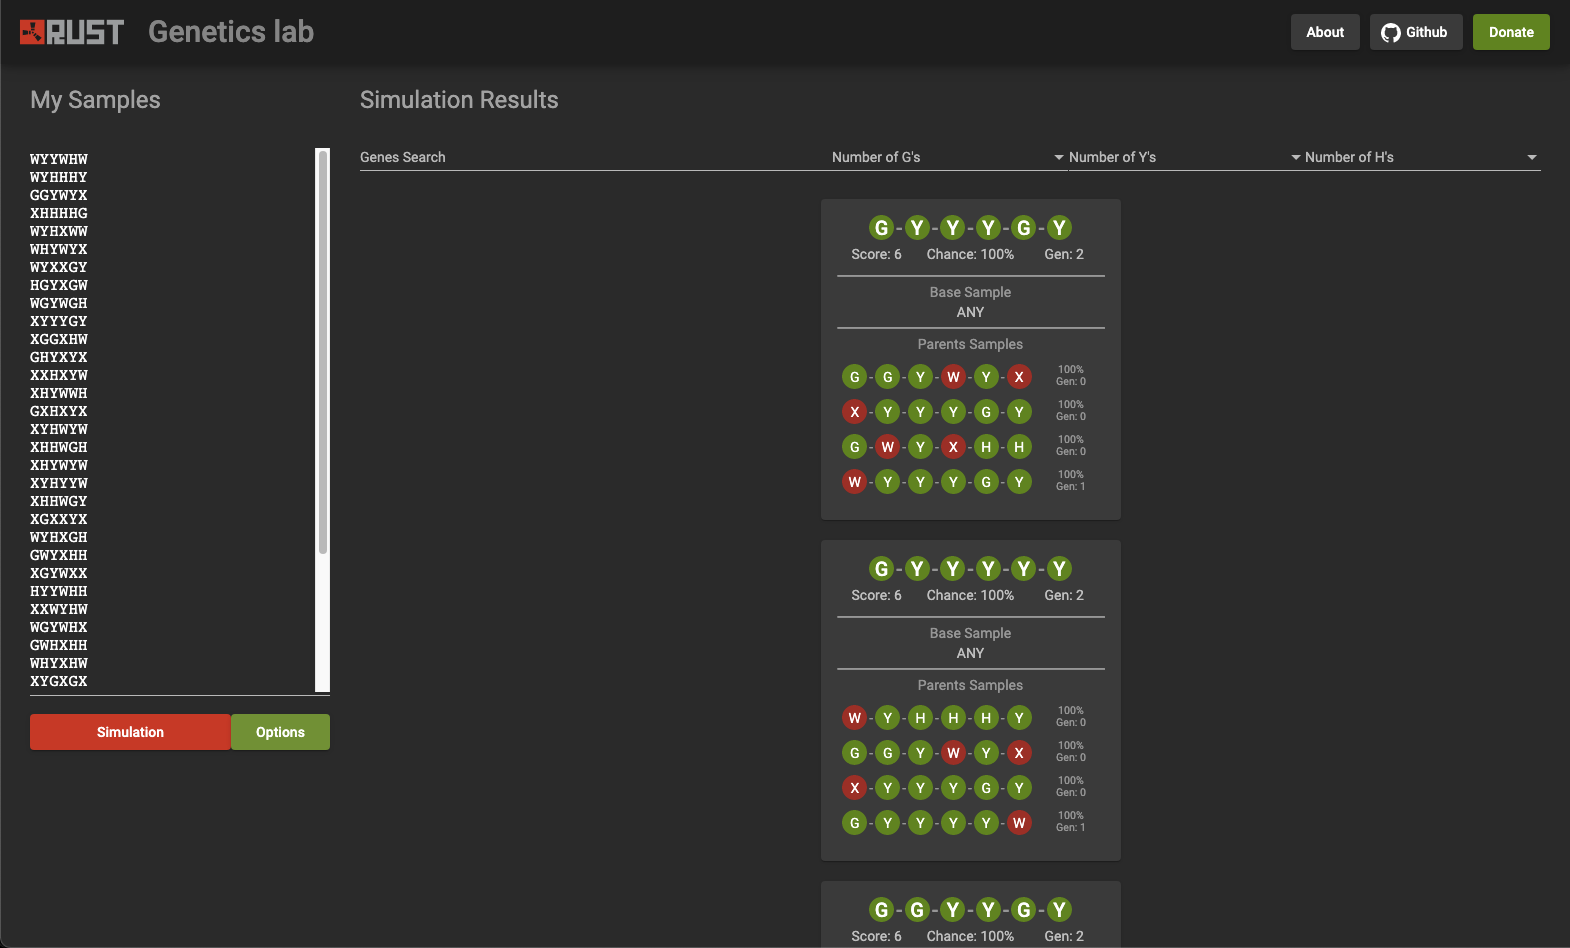 RUST Genetics lab
About Github Donate
My Samples
WYYWHW
WYHHHY
GGYWYX
XHHHHG
WYHXWW
WHYWYX
WYXXGY
HGYXGW
WGYWGH
XYYYGY
XGGXHW
GHYXYX
XXHXYW
XHYWWH
GXHXYX
XYHWYW
XHHWGH
XHYWYW
XYHYYW
XHHWGY
XGXXYX
WYHXGH
GWYXHH
XGYWXX
HYYWHH
XXWYHW
WGYWHX
GWHXHH
WHYXHW
XYGXGX
Simulation Options
Simulation Results
Genes Search Number of G's Number of Y's Number of H's
G-Y-Y-Y-G-Y
Score: 6 Chance: 100% Gen: 2
Base Sample
ANY
Parents Samples
G-G-Y-W-Y-X 100%
Gen: 0
X-Y-Y-Y-G-Y 100%
Gen: 0
G-W-Y-X-H-H 100%
Gen: 0
W-Y-Y-Y-G-Y 100%
Gen: 1
G-Y-Y-Y-Y-Y
Score: 6 Chance: 100% Gen: 2
Base Sample
ANY
Parents Samples
W-Y-H-H-H-Y 100%
Gen: 0
G-G-Y-W-Y-X 100%
Gen: 0
X-Y-Y-Y-G-Y 100%
Gen: 0
G-Y-Y-Y-Y-W 100%
Gen: 1
G-G-Y-Y-G-Y
Score: 6 Chance: 100% Gen: 2